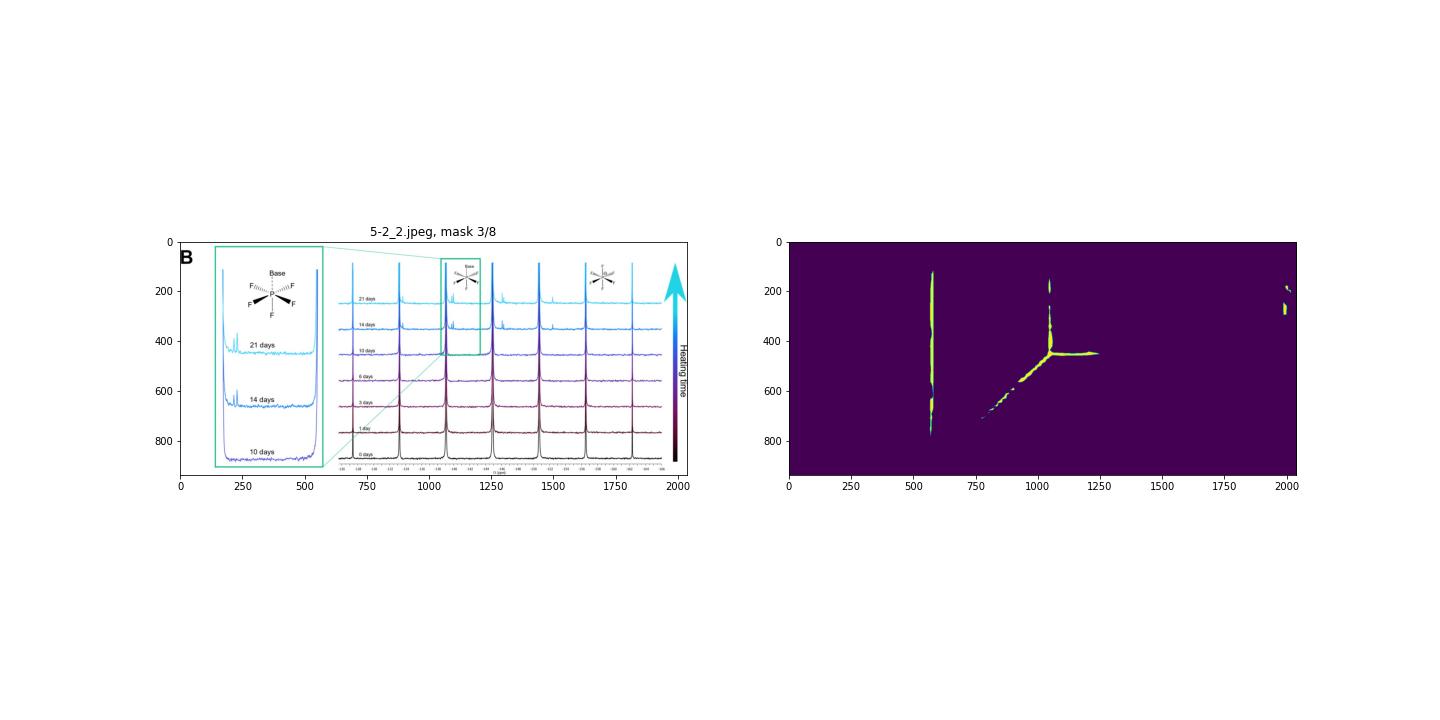 5-2_2.jpeg, mask 3/8
B
Base
F F
P
F F
F
21 days
14 days
10 days
Base
21 days
14 days
10 days
6 days
3 days
1 day
0 days
Heating time
0
200
400
600
800
0 250 500 750 1000 1250 1500 1750 2000
0
200
400
600
800
0 250 500 750 1000 1250 1500 1750 2000